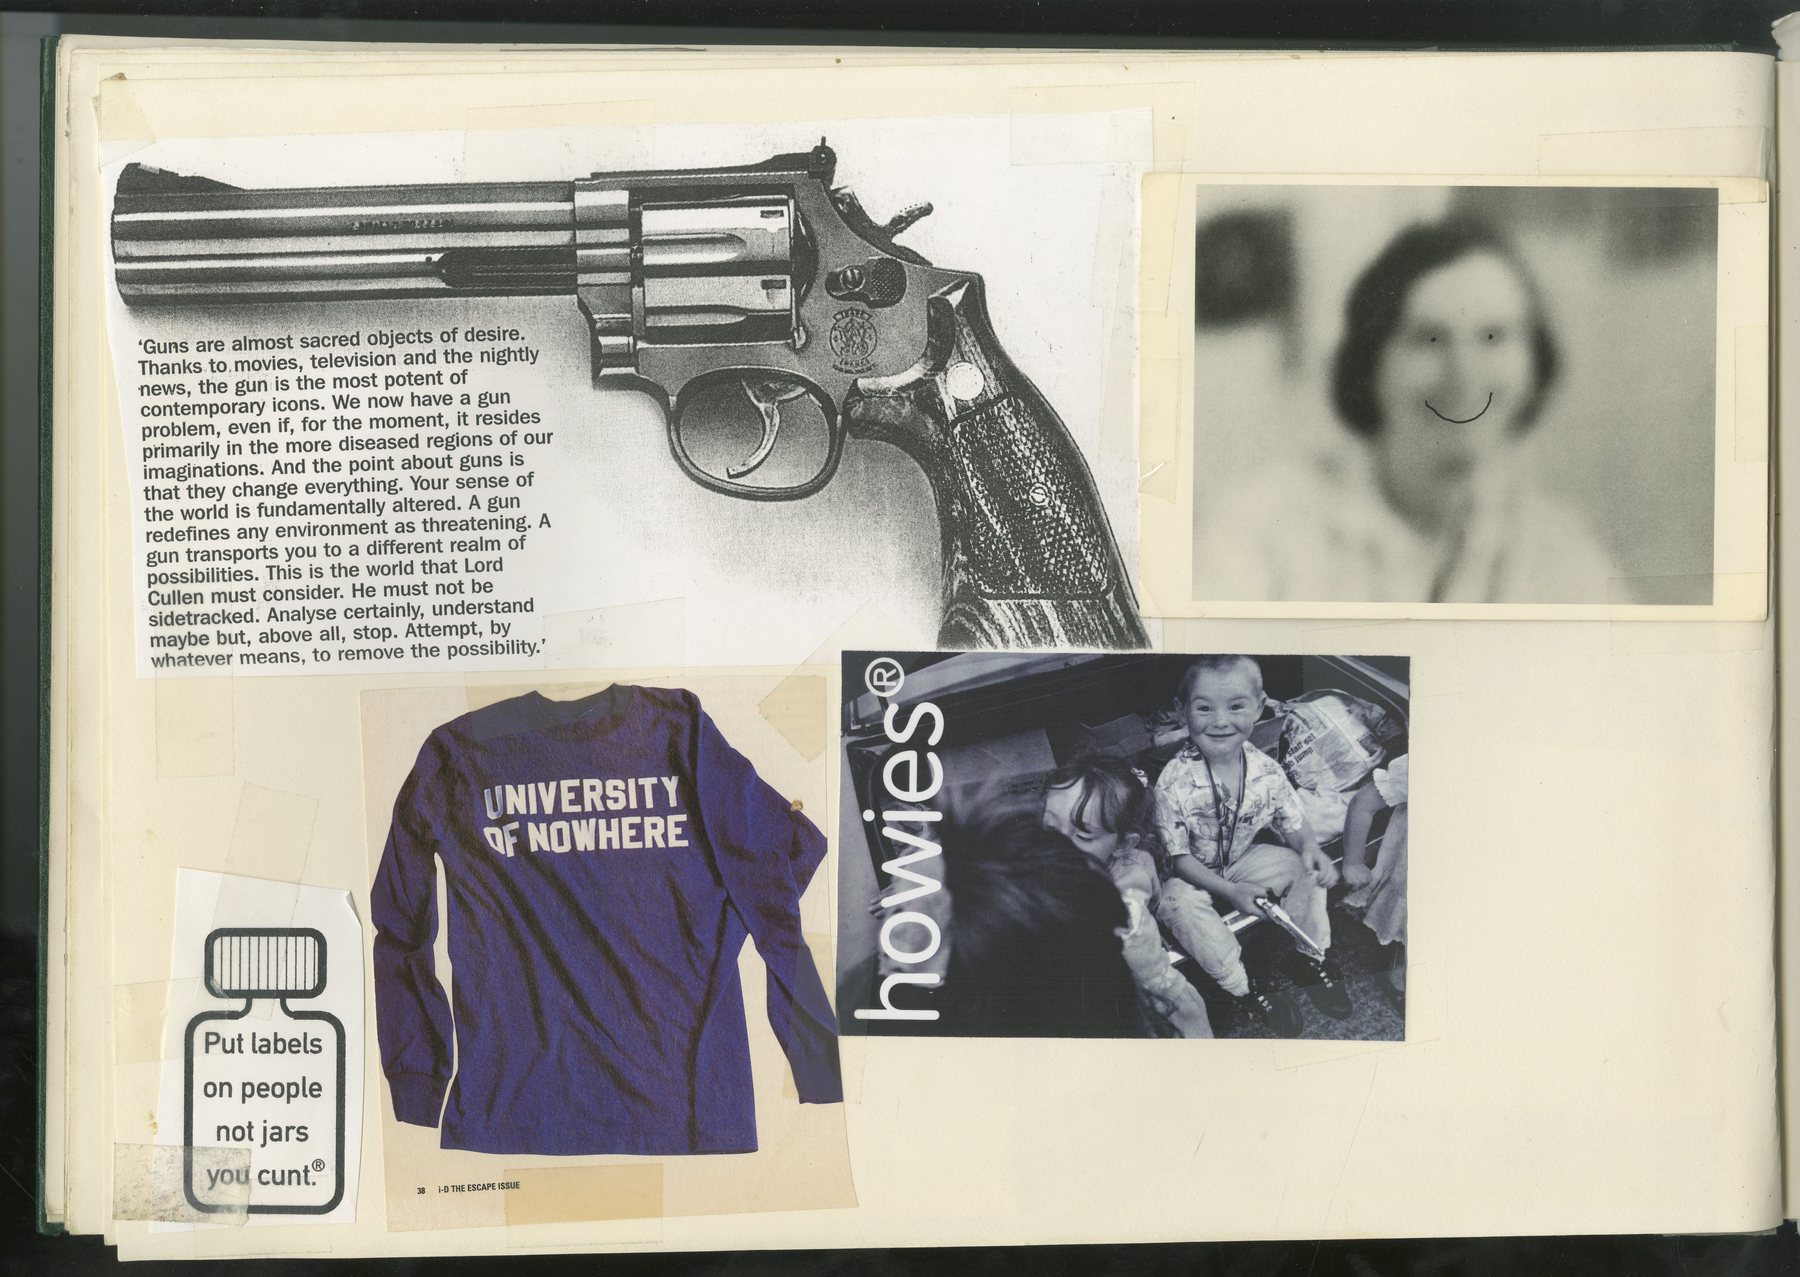 ‘Guns are almost sacred objects of desire.
Thanks to movies, television and the nightly
news, the gun is the most potent of
contemporary icons. We now have a gun
problem, even if, for the moment, it resides
primarily in the more diseased regions of our
imaginations. And the point about guns is
that they change everything. Your sense of
the world is fundamentally altered. A gun
redefines any environment as threatening. A
gun transports you to a different realm of
possibilities. This is the world that Lord
Cullen must consider. He must not be
sidetracked. Analyse certainly, understand
maybe but, above all, stop. Attempt, by
whatever means, to remove the possibility.’
UNIVERSITY
OF NOWHERE
38 i-D THE ESCAPE ISSUE
howies®
Put labels
on people
not jars
you cunt.®